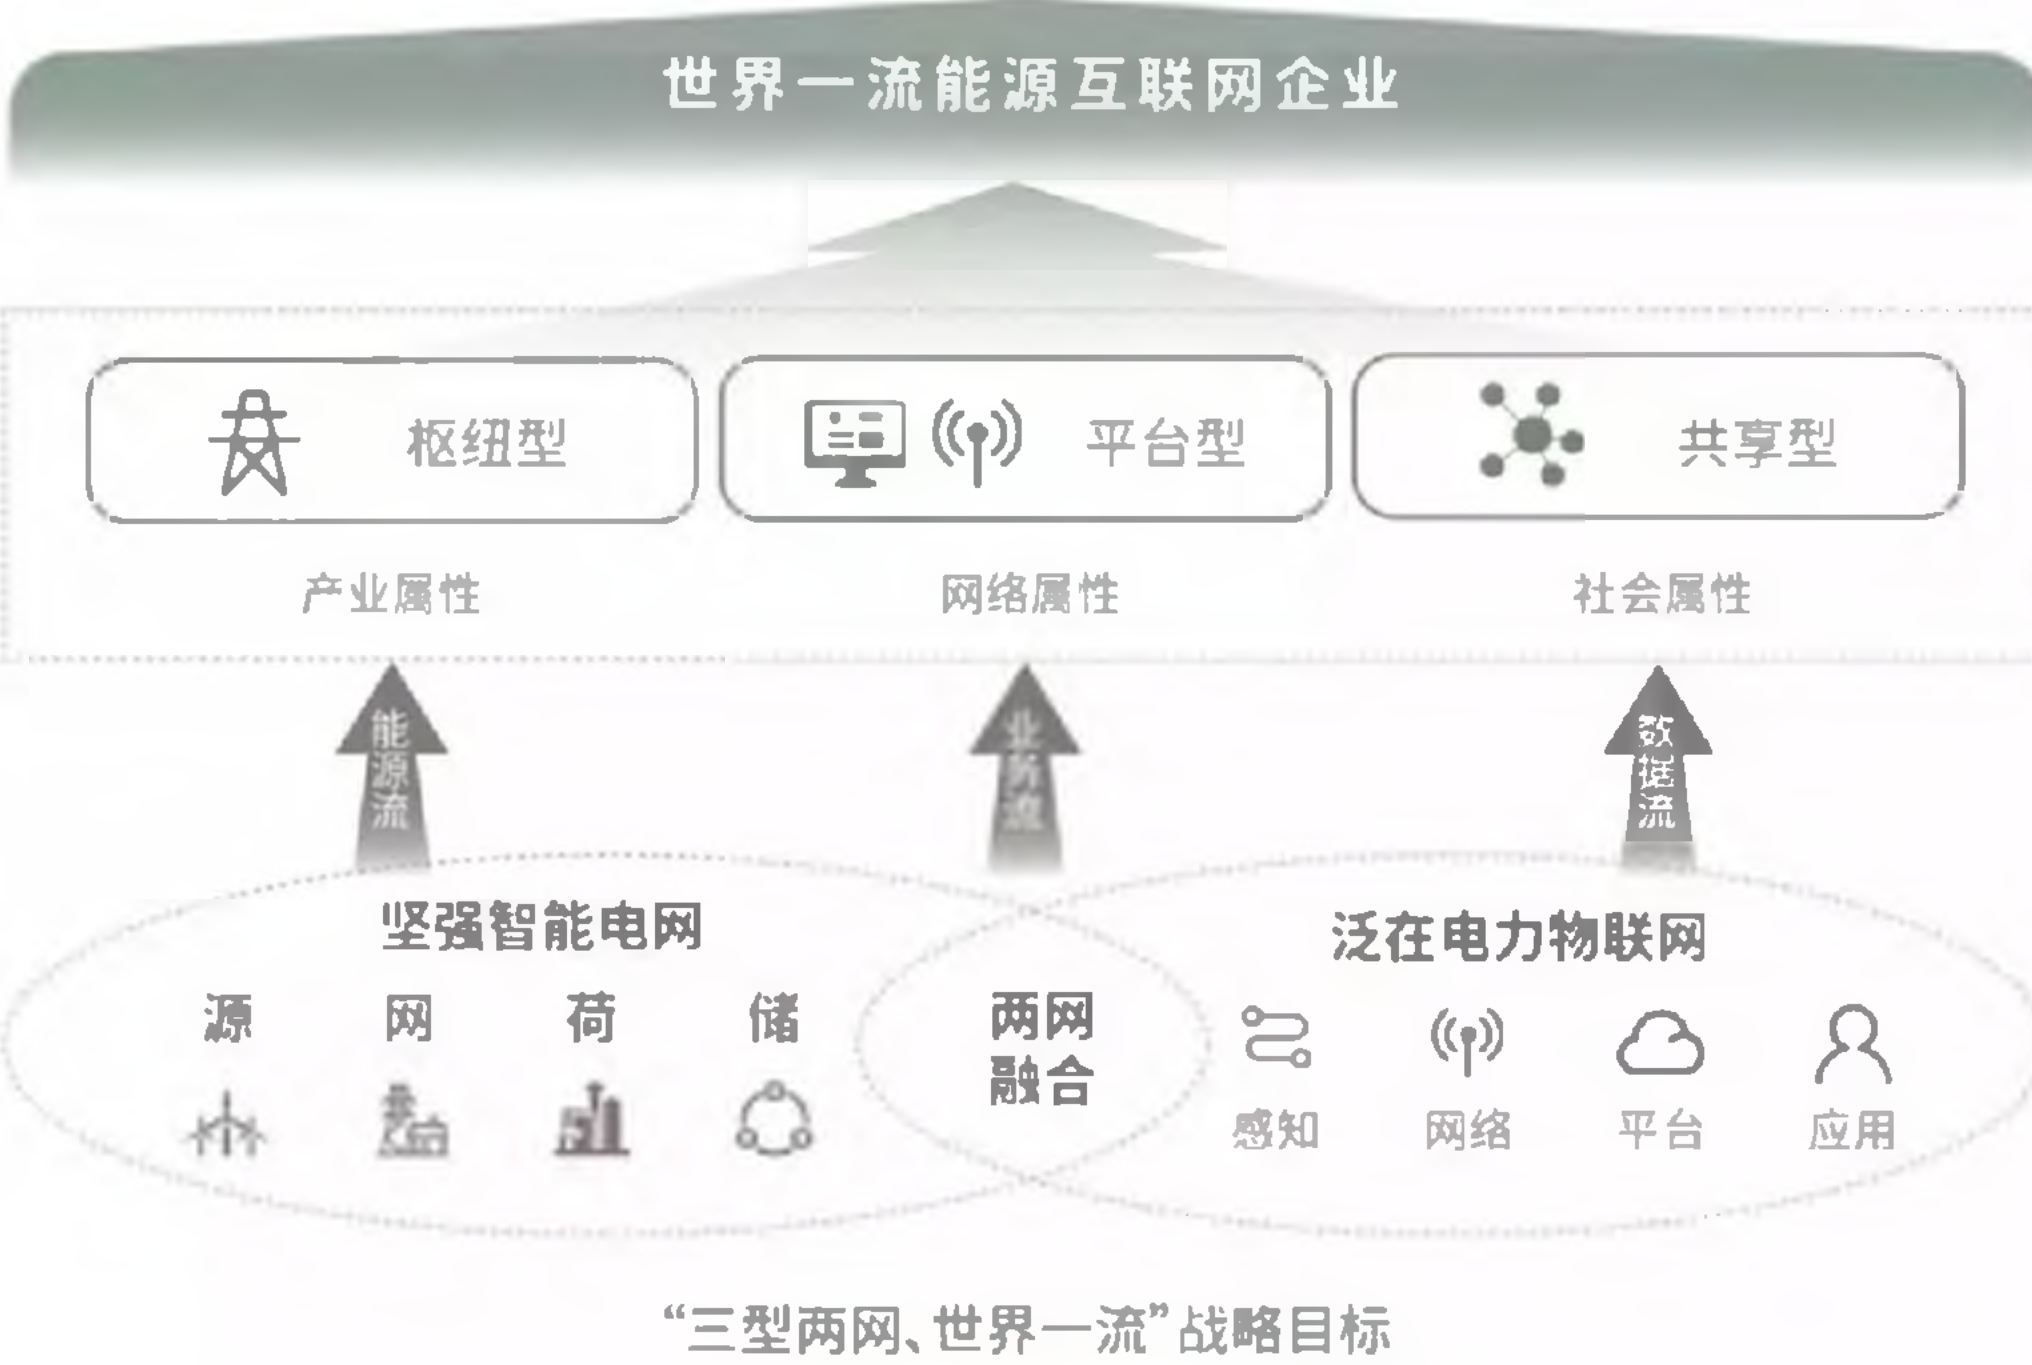 世界一流能源互联网企业
枢纽型
平台型
共享型
产业属性
网络属性
社会属性
能源流
业务流
数据流
坚强智能电网
泛在电力物联网
源
网
荷
储
两网
融合
感知
网络
平台
应用
“三型两网、世界一流”战略目标